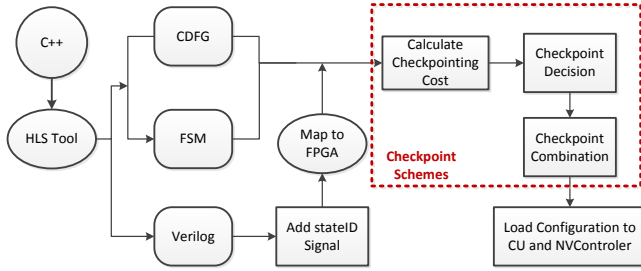 C++
HLS Tool
CDFG
FSM
Verilog
Add stateID
Signal
Map to
FPGA
Calculate
Checkpointing
Cost
Checkpoint
Decision
Checkpoint
Combination
Checkpoint
Schemes
Load Configuration to
CU and NVControler